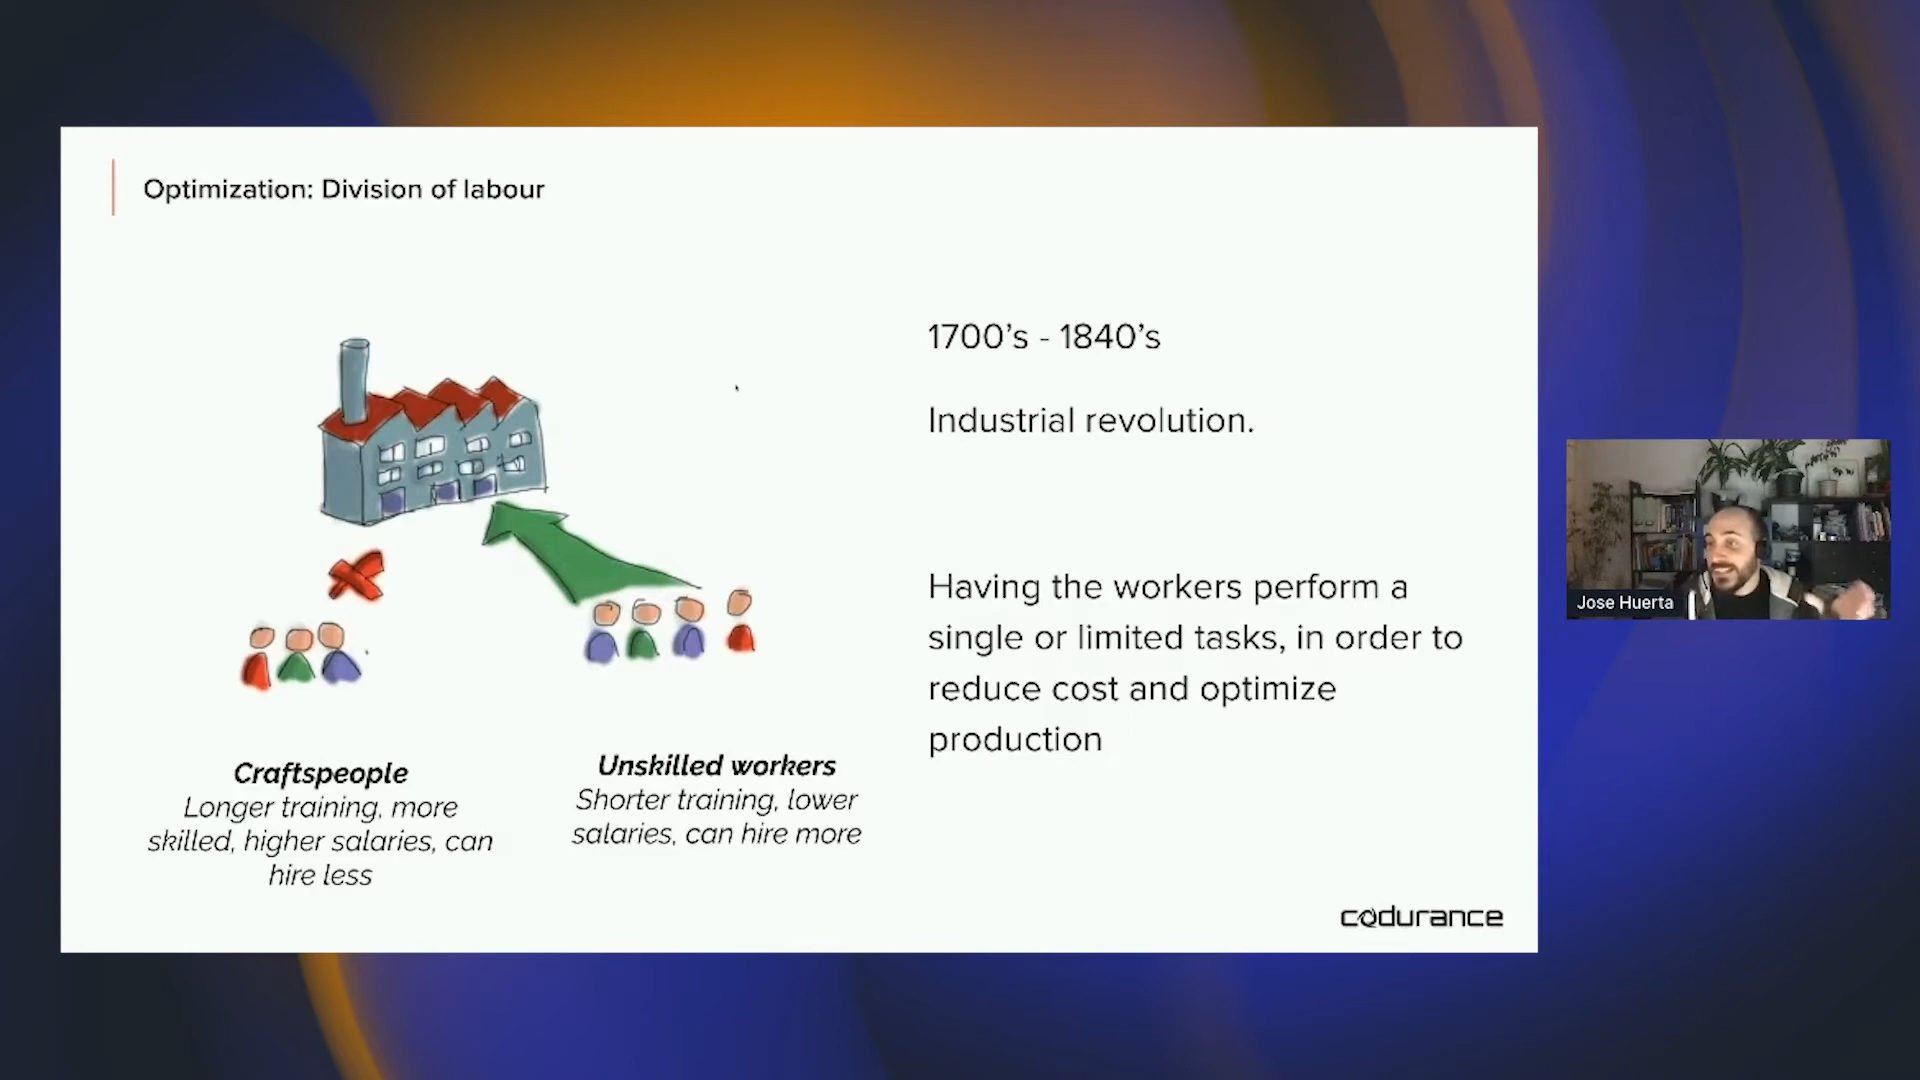 Optimization: Division of labour
1700's - 1840's
Industrial revolution.
Having the workers perform a
single or limited tasks, in order to
reduce cost and optimize
production
Craftspeople
Longer training, more
skilled, higher salaries, can
hire less
Unskilled workers
Shorter training, lower
salaries, can hire more
codurance
Jose Huerta